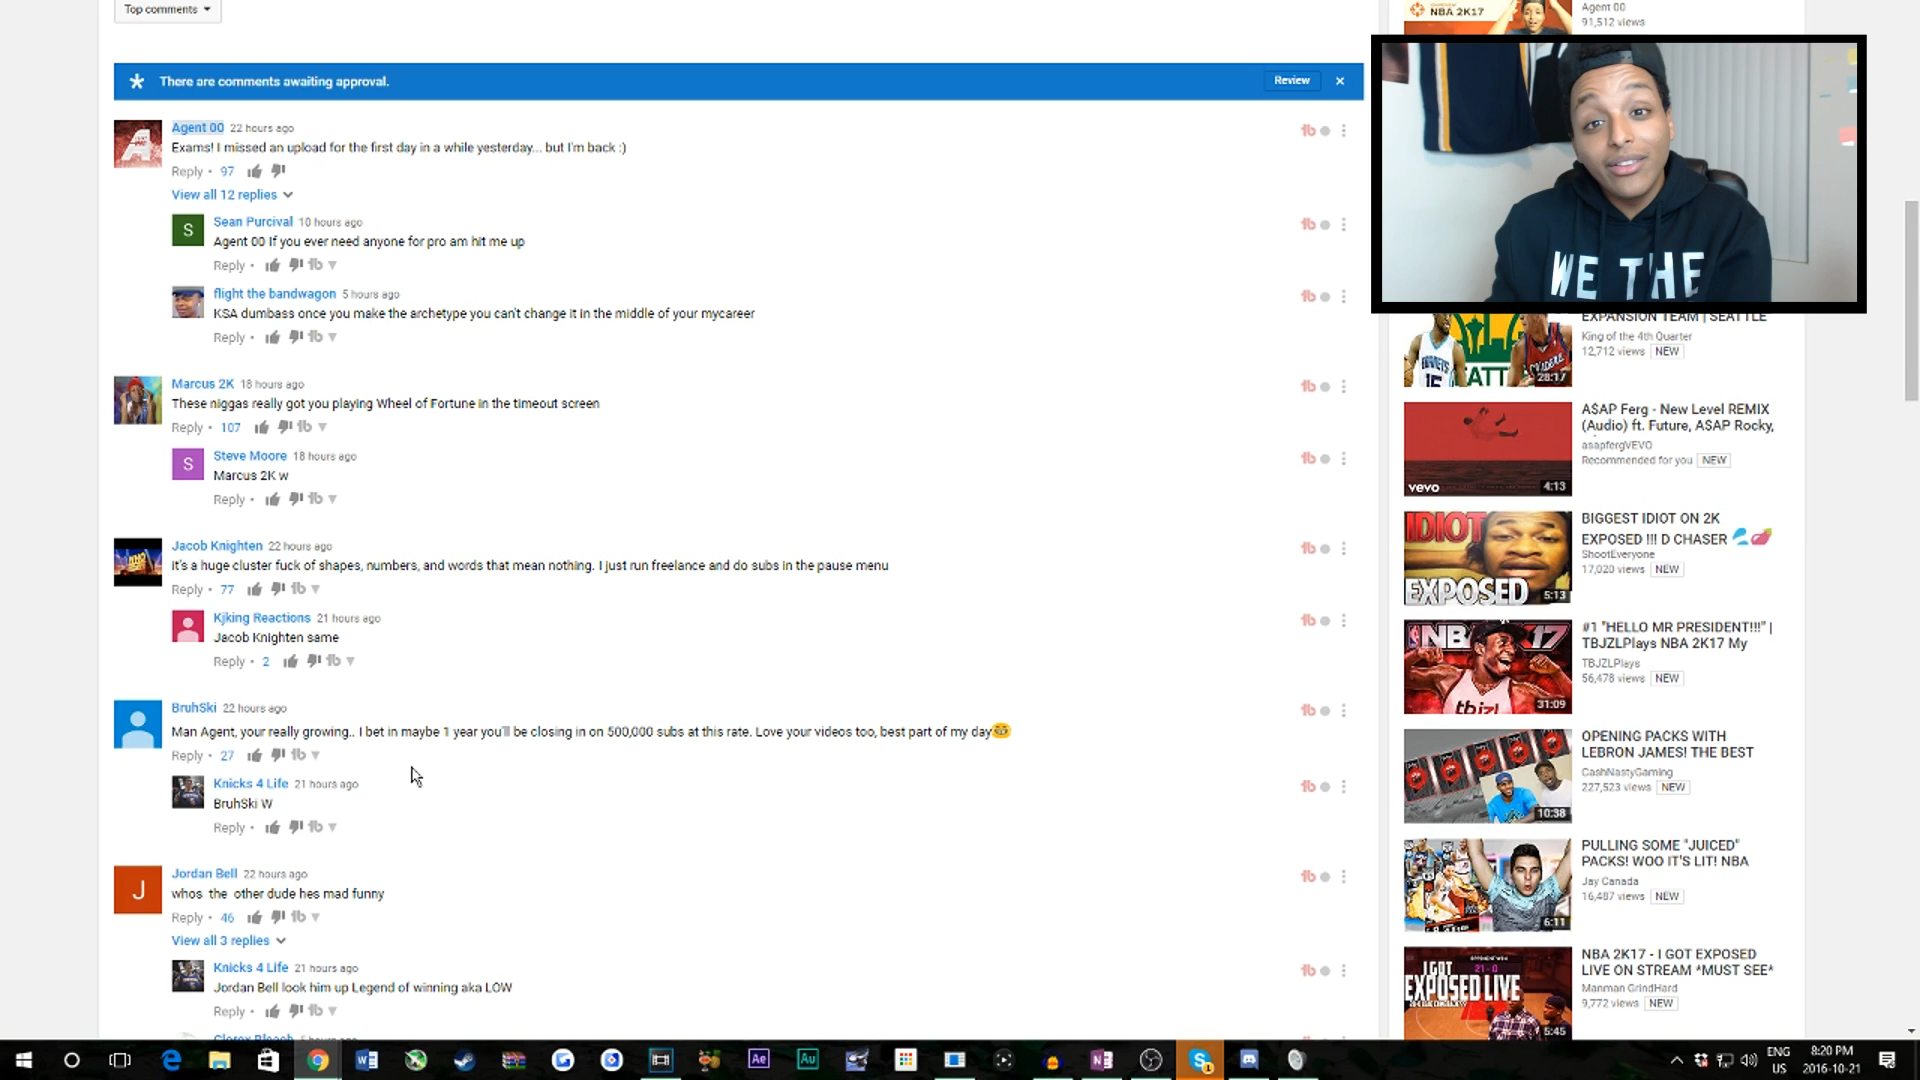 Top comments
There are comments awaiting approval.
Review
Agent 00 22 hours ago
Exams! I missed an upload for the first day in a while yesterday... but I'm back :)
Reply • 97
View all 12 replies
S
Sean Purcival 10 hours ago
Agent 00 If you ever need anyone for pro am hit me up
Reply •
flight the bandwagon 5 hours ago
KSA dumbass once you make the archetype you can't change it in the middle of your mycareer
Reply •
Marcus 2K 18 hours ago
These niggas really got you playing Wheel of Fortune in the timeout screen
Reply • 107
S
Steve Moore 18 hours ago
Marcus 2K w
Reply •
Jacob Knighten 22 hours ago
it's a huge cluster fuck of shapes, numbers, and words that mean nothing. I just run freelance and do subs in the pause menu
Reply • 77
Kjking Reactions 21 hours ago
Jacob Knighten same
Reply • 2
BruhSki 22 hours ago
Man Agent, your really growing.. I bet in maybe 1 year you'll be closing in on 500,000 subs at this rate. Love your videos too, best part of my day
Reply • 27
Knicks 4 Life 21 hours ago
BruhSki W
Reply •
J
Jordan Bell 22 hours ago
whos the other dude hes mad funny
Reply • 46
View all 3 replies
Knicks 4 Life 21 hours ago
Jordan Bell look him up Legend of winning aka LOW
Reply •
NBA 2K17
Agent 00
91,512 views
WE THE
EXPANSION TEAM | SEATTLE
King of the 4th Quarter
12,712 views NEW
28:17
A$AP Ferg - New Level REMIX
(Audio) ft. Future, A$AP Rocky,
asapfergVEVO
Recommended for you NEW
vevo
4:13
BIGGEST IDIOT ON 2K
EXPOSED !!! D CHASER
ShootEveryone
17,020 views NEW
IDIOT
EXPOSED
5:13
#1 "HELLO MR PRESIDENT!!!" |
TBJZLPlays NBA 2K17 My
TBJZLPlays
56,478 views NEW
31:09
OPENING PACKS WITH
LEBRON JAMES! THE BEST
CashNastyGaming
227,523 views NEW
10:38
PULLING SOME "JUICED"
PACKS! WOO IT'S LIT! NBA
Jay Canada
16,487 views NEW
6:11
NBA 2K17 - I GOT EXPOSED
LIVE ON STREAM *MUST SEE*
Manman GrindHard
9,772 views NEW
I GOT
EXPOSED LIVE
21-0
5:45
Ae
Au
ENG
US
8:20 PM
2016-10-21